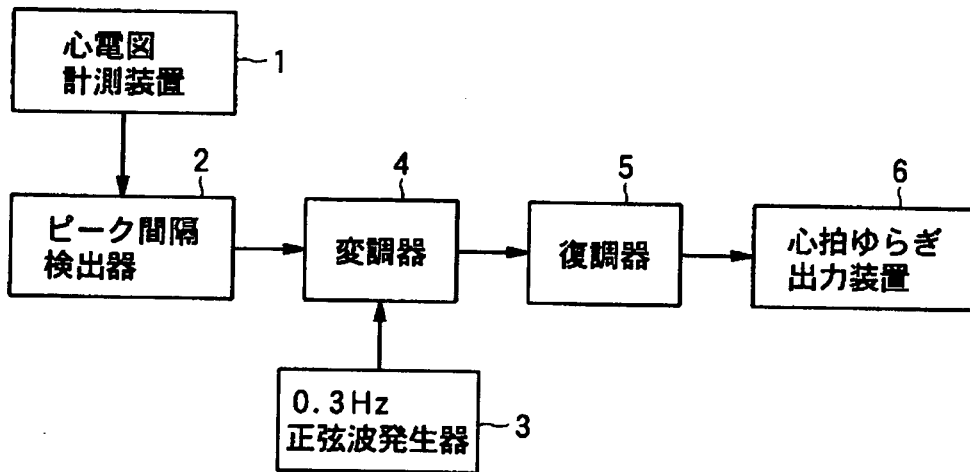 心電図
計測装置
1
2
ピーク間隔
検出器
4
変調器
5
復調器
6
心拍ゆらぎ
出力装置
0.3Hz
正弦波発生器
3